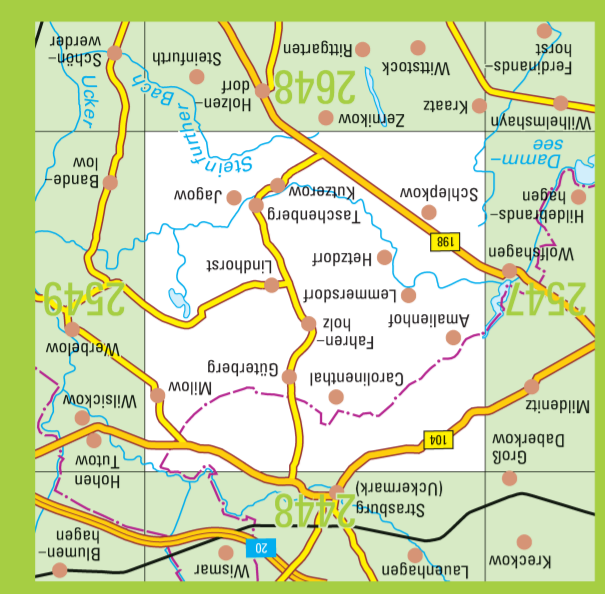 Kreckow
Lauenhagen
Wismar
Blumen-
hagen
20
2448
Strasburg
(Uckermark)
Groß
Daberkow
Hohen
Tutow
104
Mildenitz
Wilsickow
Milow
Carolinenthal
Güterberg
Werbelow
Amalienhof
Fahren-
holz
2547
2549
Lemmersdorf
Lindhorst
Wolfshagen
Hetzdorf
198
Hildebrands-
hagen
Schlepkow
Taschenberg
Kutzerow
Jagow
Bande-
low
Damm-
see
Steinfurther Bach
Wilhelmshayn
Kraatz
Zernikow
2648
Holzen-
dorf
Ucker
Ferdinands-
horst
Wittstock
Rittgarten
Steinfurth
Schön-
werder